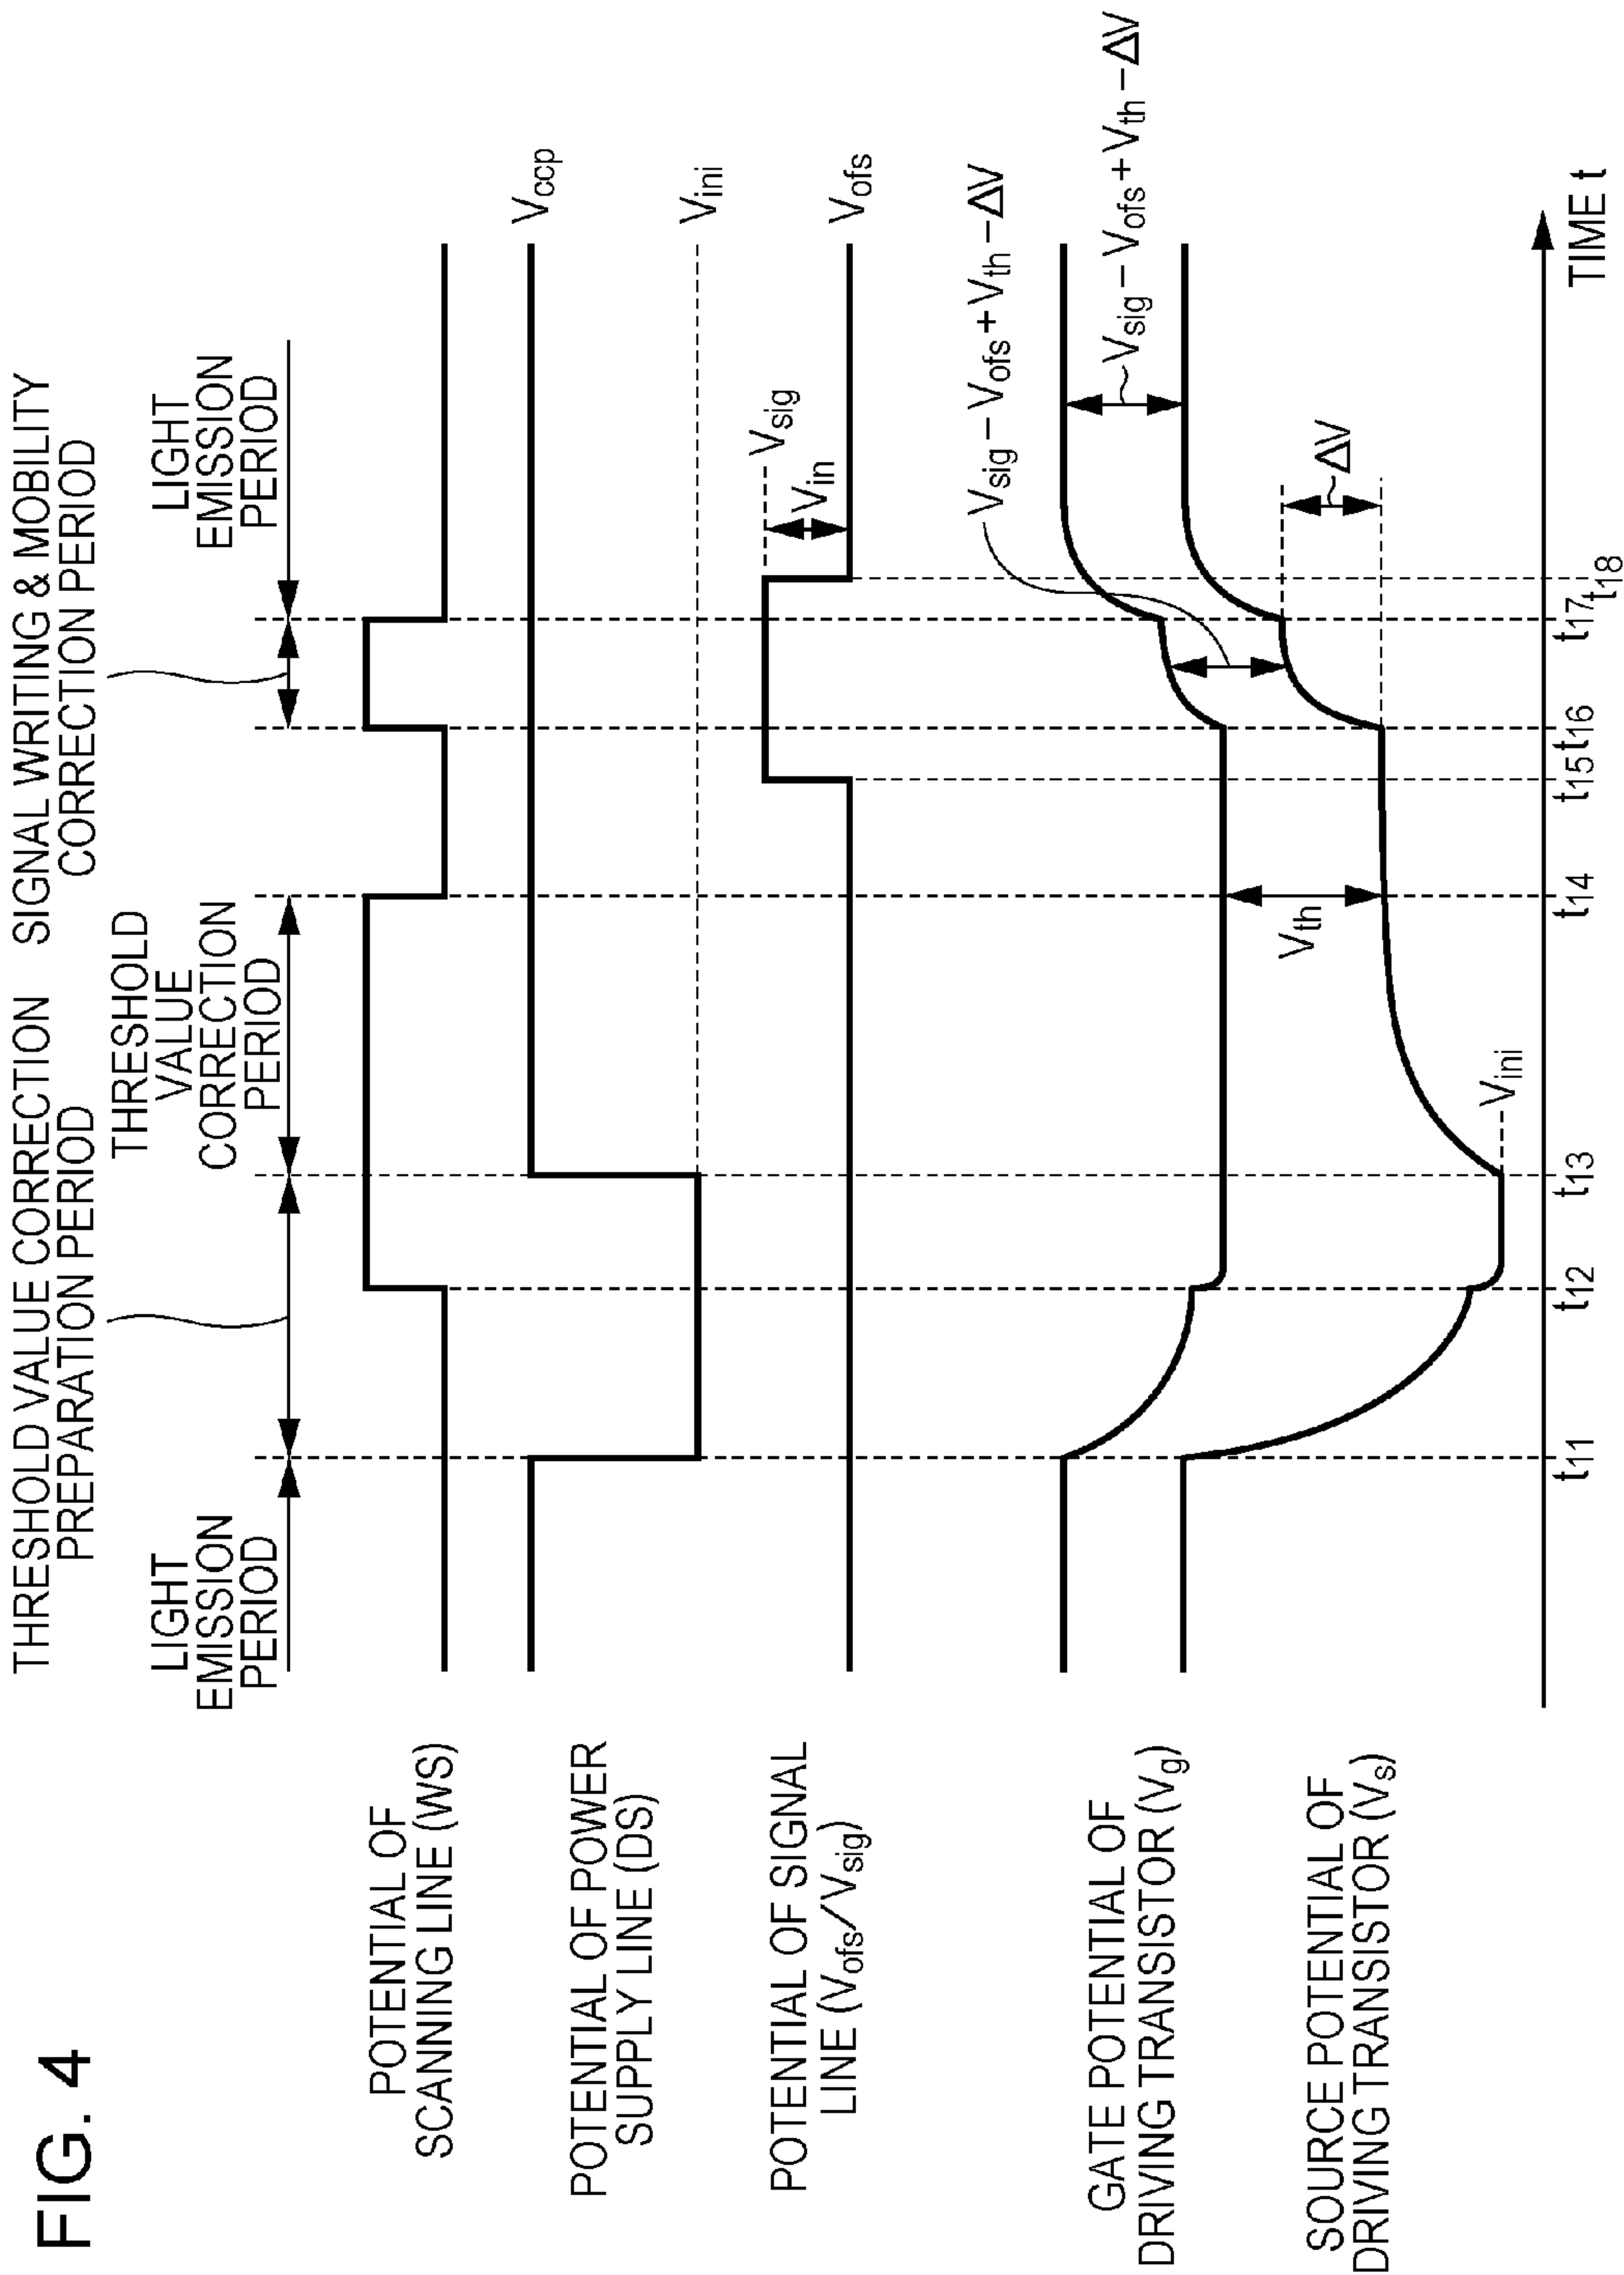 FIG. 4
THRESHOLD VALUE CORRECTION
PREPARATION PERIOD
SIGNAL WRITING & MOBILITY
CORRECTION PERIOD
LIGHT
EMISSION
PERIOD
THRESHOLD
VALUE
CORRECTION
PERIOD
LIGHT
EMISSION
PERIOD
POTENTIAL OF
SCANNING LINE (WS)
POTENTIAL OF POWER
SUPPLY LINE (DS)
Vccp
Vini
POTENTIAL OF SIGNAL
LINE (Vofs/Vsig)
Vsig
Vin
Vofs
GATE POTENTIAL OF
DRIVING TRANSISTOR (Vg)
Vsig–Vofs+Vth–ΔV
Vsig–Vofs+Vth–ΔV
SOURCE POTENTIAL OF
DRIVING TRANSISTOR (Vs)
Vth
ΔV
Vini
t11
t12
t13
t14
t15
t16
t17
t18
TIME t